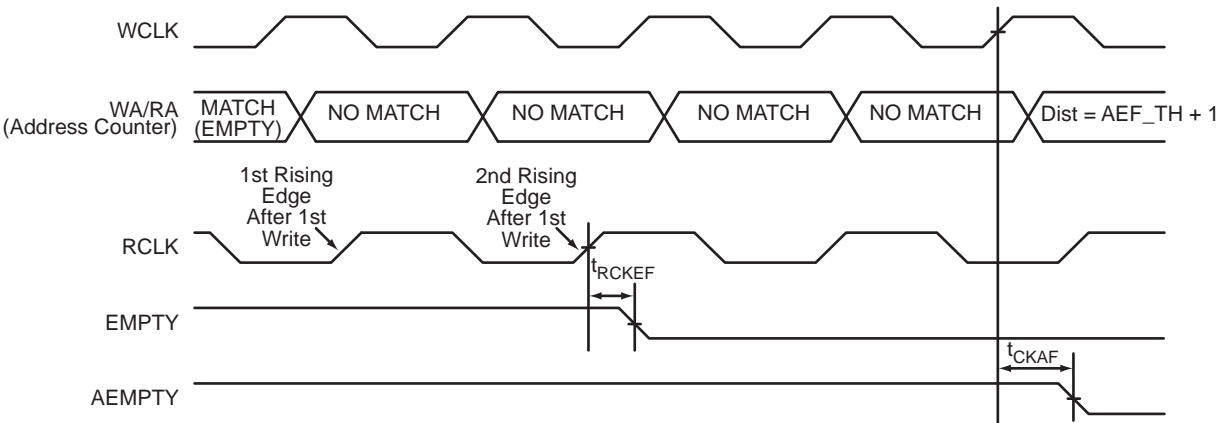 WCLK
WA/RA
(Address Counter)
MATCH
(EMPTY)
NO MATCH
NO MATCH
NO MATCH
NO MATCH
Dist = AEF_TH + 1
1st Rising
Edge
After 1st
Write
2nd Rising
Edge
After 1st
Write
RCLK
tRCKEF
EMPTY
tCKAF
AEMPTY